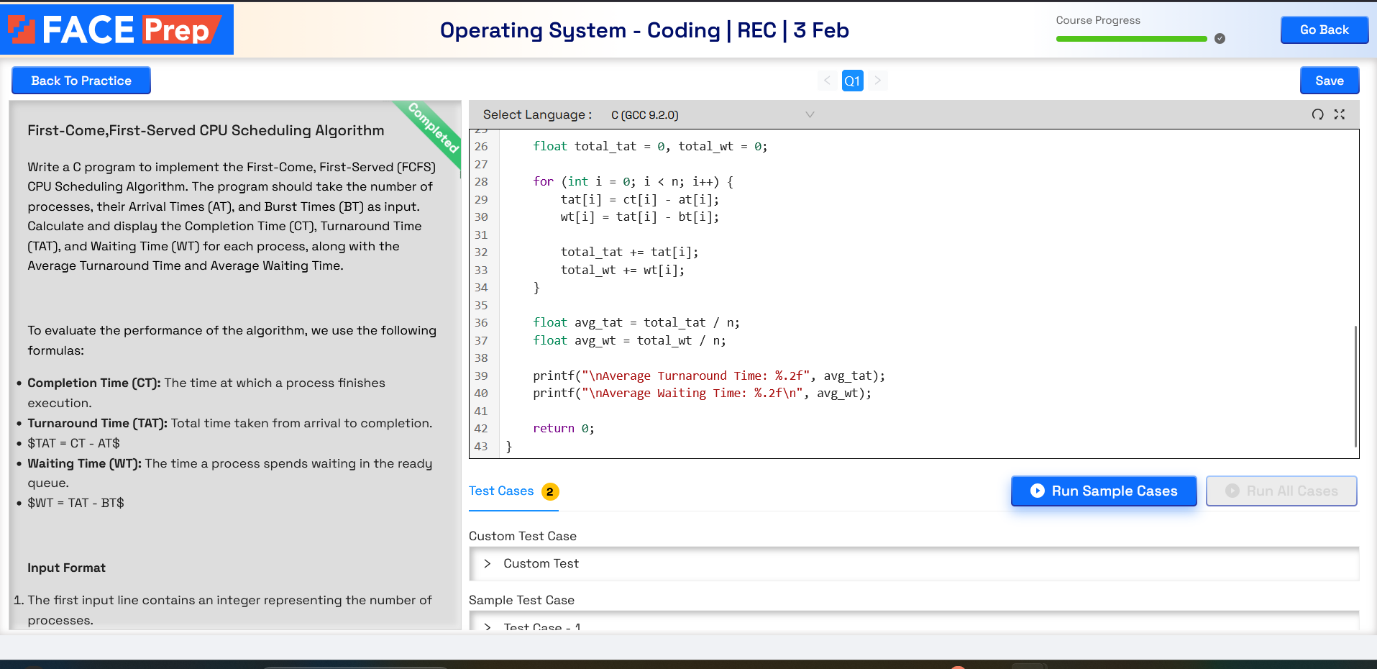 FACE Prep
Operating System - Coding | REC | 3 Feb
Course Progress
Go Back
Back To Practice
< Q1 >
Save
Completed
First-Come,First-Served CPU Scheduling Algorithm
Write a C program to implement the First-Come, First-Served (FCFS)
CPU Scheduling Algorithm. The program should take the number of
processes, their Arrival Times (AT), and Burst Times (BT) as input.
Calculate and display the Completion Time (CT), Turnaround Time
(TAT), and Waiting Time (WT) for each process, along with the
Average Turnaround Time and Average Waiting Time.
To evaluate the performance of the algorithm, we use the following
formulas:
• Completion Time (CT): The time at which a process finishes
execution.
• Turnaround Time (TAT): Total time taken from arrival to completion.
• $TAT = CT - AT$
• Waiting Time (WT): The time a process spends waiting in the ready
queue.
• $WT = TAT - BT$
Input Format
1. The first input line contains an integer representing the number of
processes.
Select Language : C (GCC 9.2.0)
25
26 float total_tat = 0, total_wt = 0;
27
28 for (int i = 0; i < n; i++) {
29 tat[i] = ct[i] - at[i];
30 wt[i] = tat[i] - bt[i];
31
32 total_tat += tat[i];
33 total_wt += wt[i];
34 }
35
36 float avg_tat = total_tat / n;
37 float avg_wt = total_wt / n;
38
39 printf("\nAverage Turnaround Time: %.2f", avg_tat);
40 printf("\nAverage Waiting Time: %.2f\n", avg_wt);
41
42 return 0;
43 }
Test Cases 2
Run Sample Cases
Run All Cases
Custom Test Case
> Custom Test
Sample Test Case
> Test Case - 1